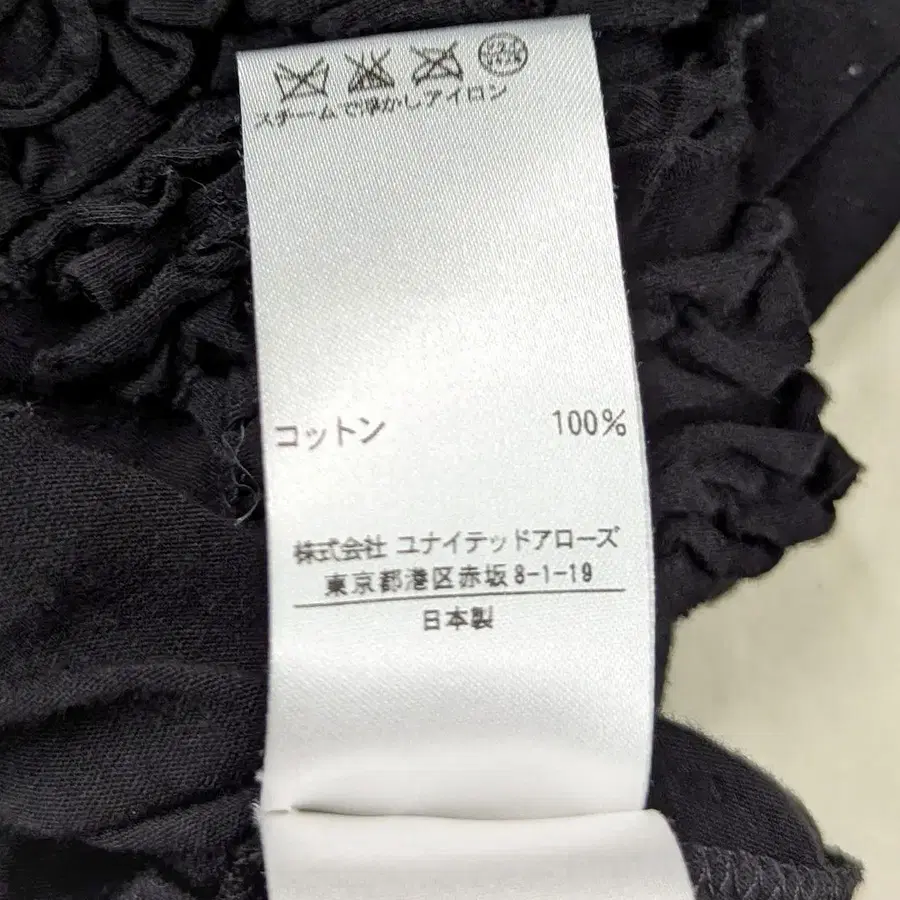 スチームで浮かしアイロン
コットン 100%
株式会社 ユナイテッドアローズ
東京都港区赤坂 8-1-19
日本製